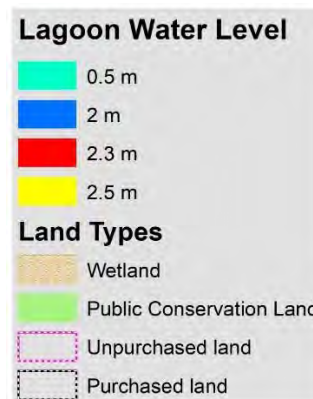 Lagoon Water Level
0.5 m
2 m
2.3 m
2.5 m
Land Types
Wetland
Public Conservation Land
Unpurchased land
Purchased land